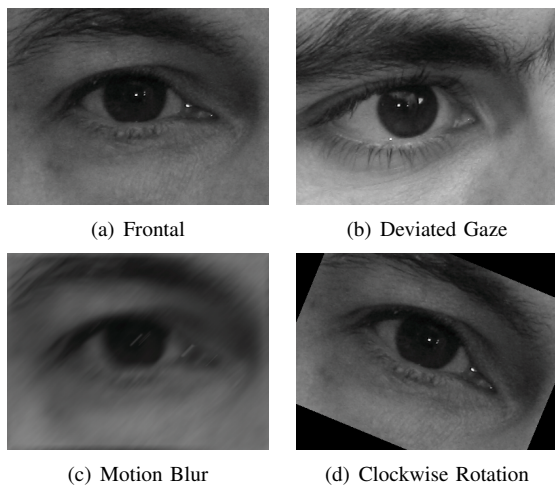 (a) Frontal
(b) Deviated Gaze
(c) Motion Blur
(d) Clockwise Rotation